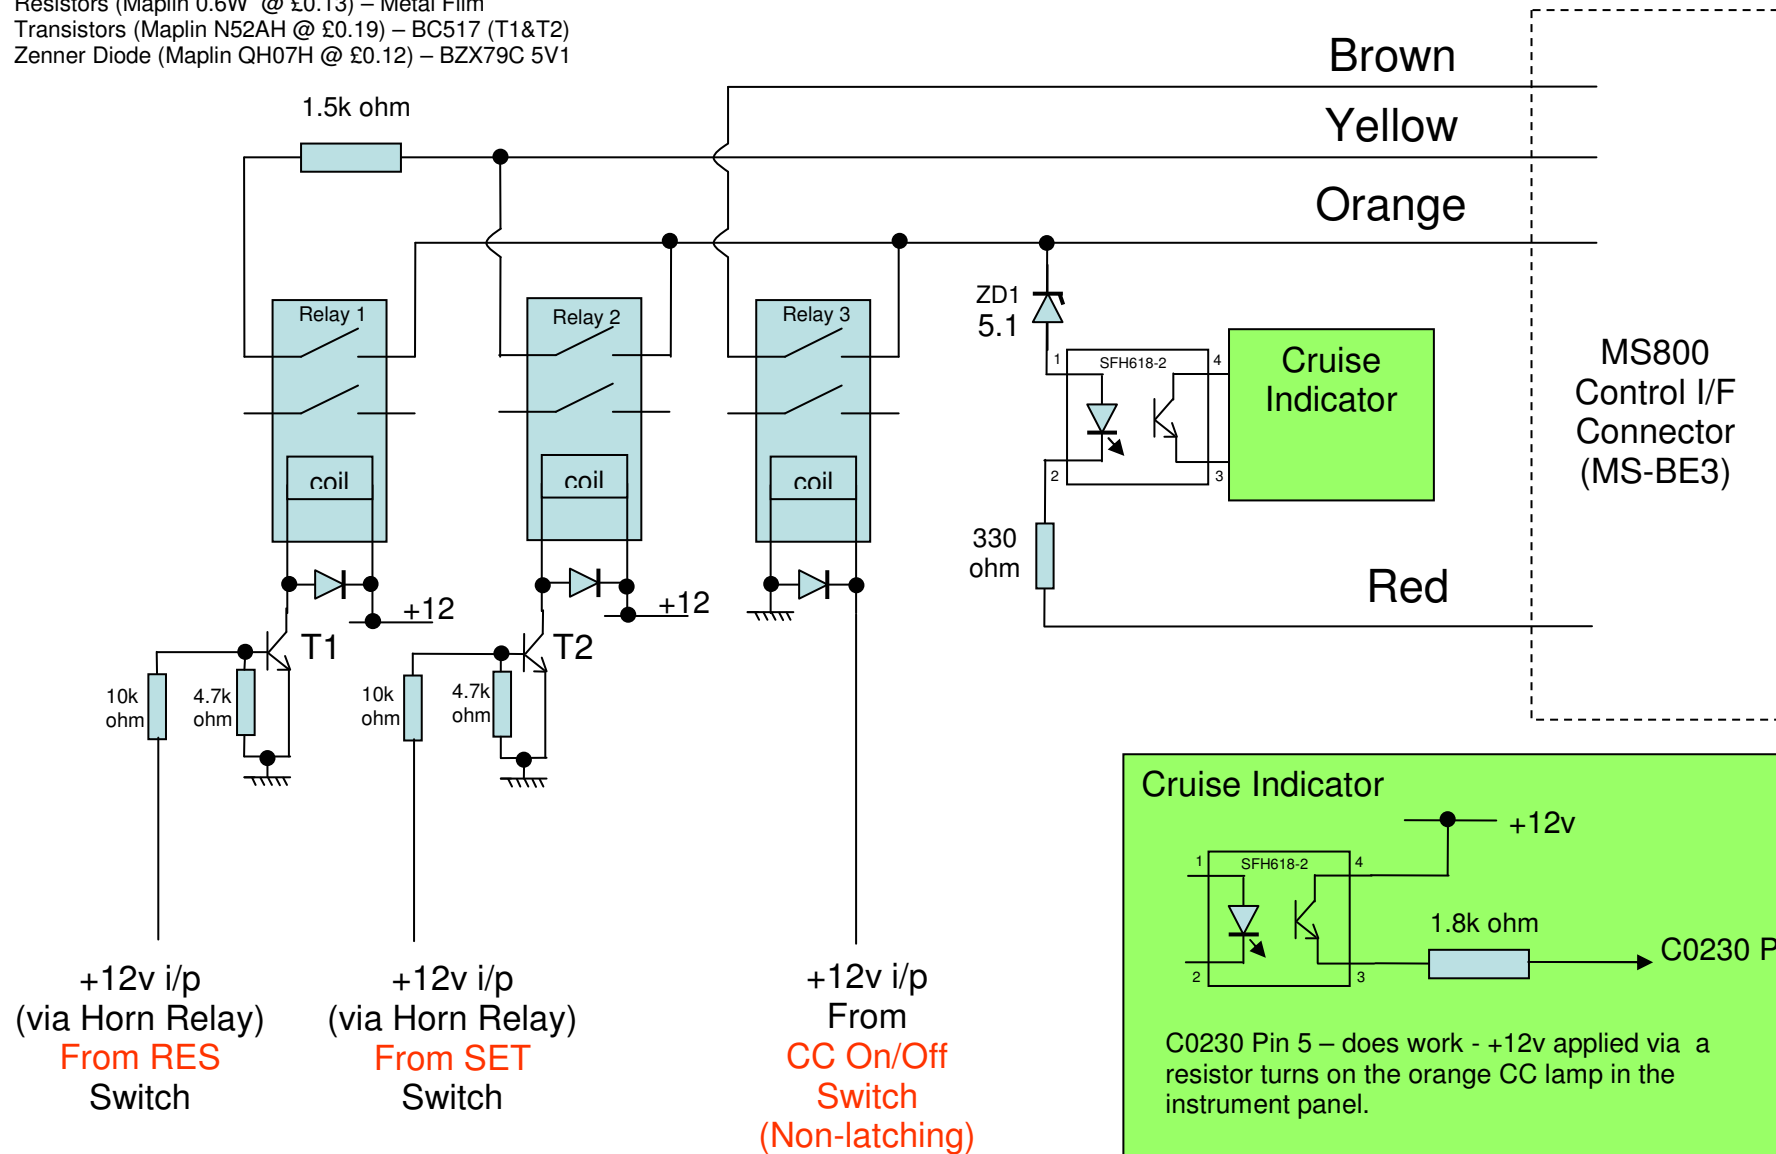 Resistors (Maplin 0.6W @ £0.13) – Metal Film
Transistors (Maplin N52AH @ £0.19) – BC517 (T1&T2)
Zenner Diode (Maplin QH07H @ £0.12) – BZX79C 5V1
Brown
1.5k ohm
Yellow
Orange
Relay 1
Relay 2
Relay 3
ZD1
5.1
1
SFH618-2
4
2
3
Cruise
Indicator
MS800
Control I/F
Connector
(MS-BE3)
coil
coil
coil
330
ohm
Red
+12
+12
T1
T2
10k
ohm
4.7k
ohm
10k
ohm
4.7k
ohm
+12v i/p
(via Horn Relay)
From RES
Switch
+12v i/p
(via Horn Relay)
From SET
Switch
+12v i/p
From
CC On/Off
Switch
(Non-latching)
Cruise Indicator
+12v
1
SFH618-2
4
2
3
1.8k ohm
C0230 P
C0230 Pin 5 – does work - +12v applied via a
resistor turns on the orange CC lamp in the
instrument panel.